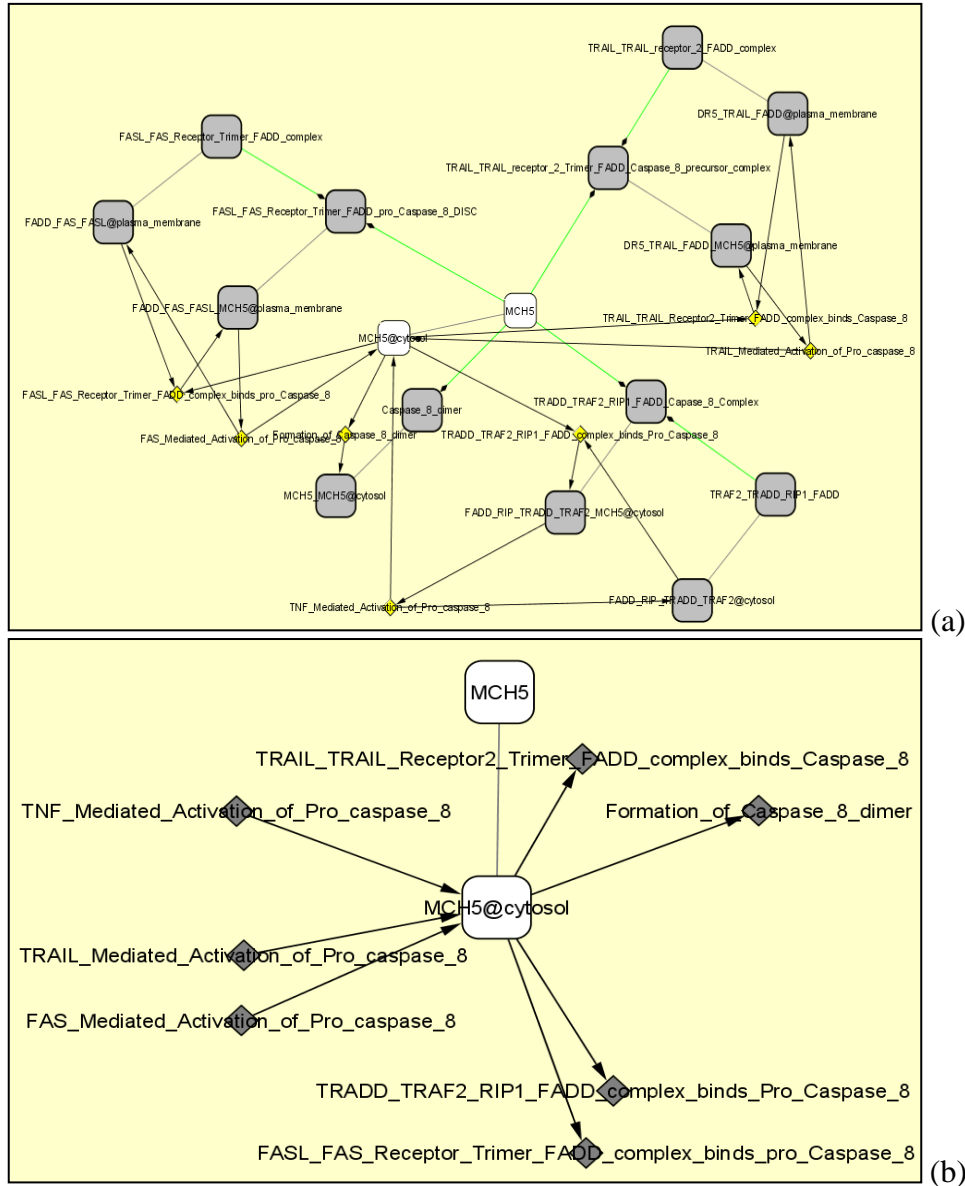 TRAIL_TRAIL_receptor_2_FADD_complex
DR5_TRAIL_FADD@plasma_membrane
FASL_FAS_Receptor_Trimer_FADD_complex
TRAIL_TRAIL_receptor_2_Trimer_FADD_Caspase_8_precursor_complex
FADD_FAS_FASL@plasma_membrane
FASL_FAS_Receptor_Trimer_FADD_pro_Caspase_8_DISC
DR5_TRAIL_FADD_MCH5@plasma_membrane
FADD_FAS_FASL_MCH5@plasma_membrane
MCH5
TRAIL_TRAIL_Receptor2_Trimer_FADD_complex_binds_Caspase_8
MCH5@cytosol
TRAIL_Mediated_Activation_of_Pro_caspase_8
FASL_FAS_Receptor_Trimer_FADD_complex_binds_pro_Caspase_8
Caspase_8_dimer
TRADD_TRAF2_RIP1_FADD_Capase_8_Complex
FAS_Mediated_Activation_of_Pro_caspase_8
Formation_of_Caspase_8_dimer
TRADD_TRAF2_RIP1_FADD_complex_binds_Pro_Caspase_8
MCH5_MCH5@cytosol
TRAF2_TRADD_RIP1_FADD
FADD_RIP_TRADD_TRAF2_MCH5@cytosol
TNF_Mediated_Activation_of_Pro_caspase_8
FADD_RIP_TRADD_TRAF2@cytosol
(a)
MCH5
TRAIL_TRAIL_Receptor2_Trimer_FADD_complex_binds_Caspase_8
TNF_Mediated_Activation_of_Pro_caspase_8
Formation_of_Caspase_8_dimer
MCH5@cytosol
TRAIL_Mediated_Activation_of_Pro_caspase_8
FAS_Mediated_Activation_of_Pro_caspase_8
TRADD_TRAF2_RIP1_FADD_complex_binds_Pro_Caspase_8
FASL_FAS_Receptor_Trimer_FADD_complex_binds_pro_Caspase_8
(b)